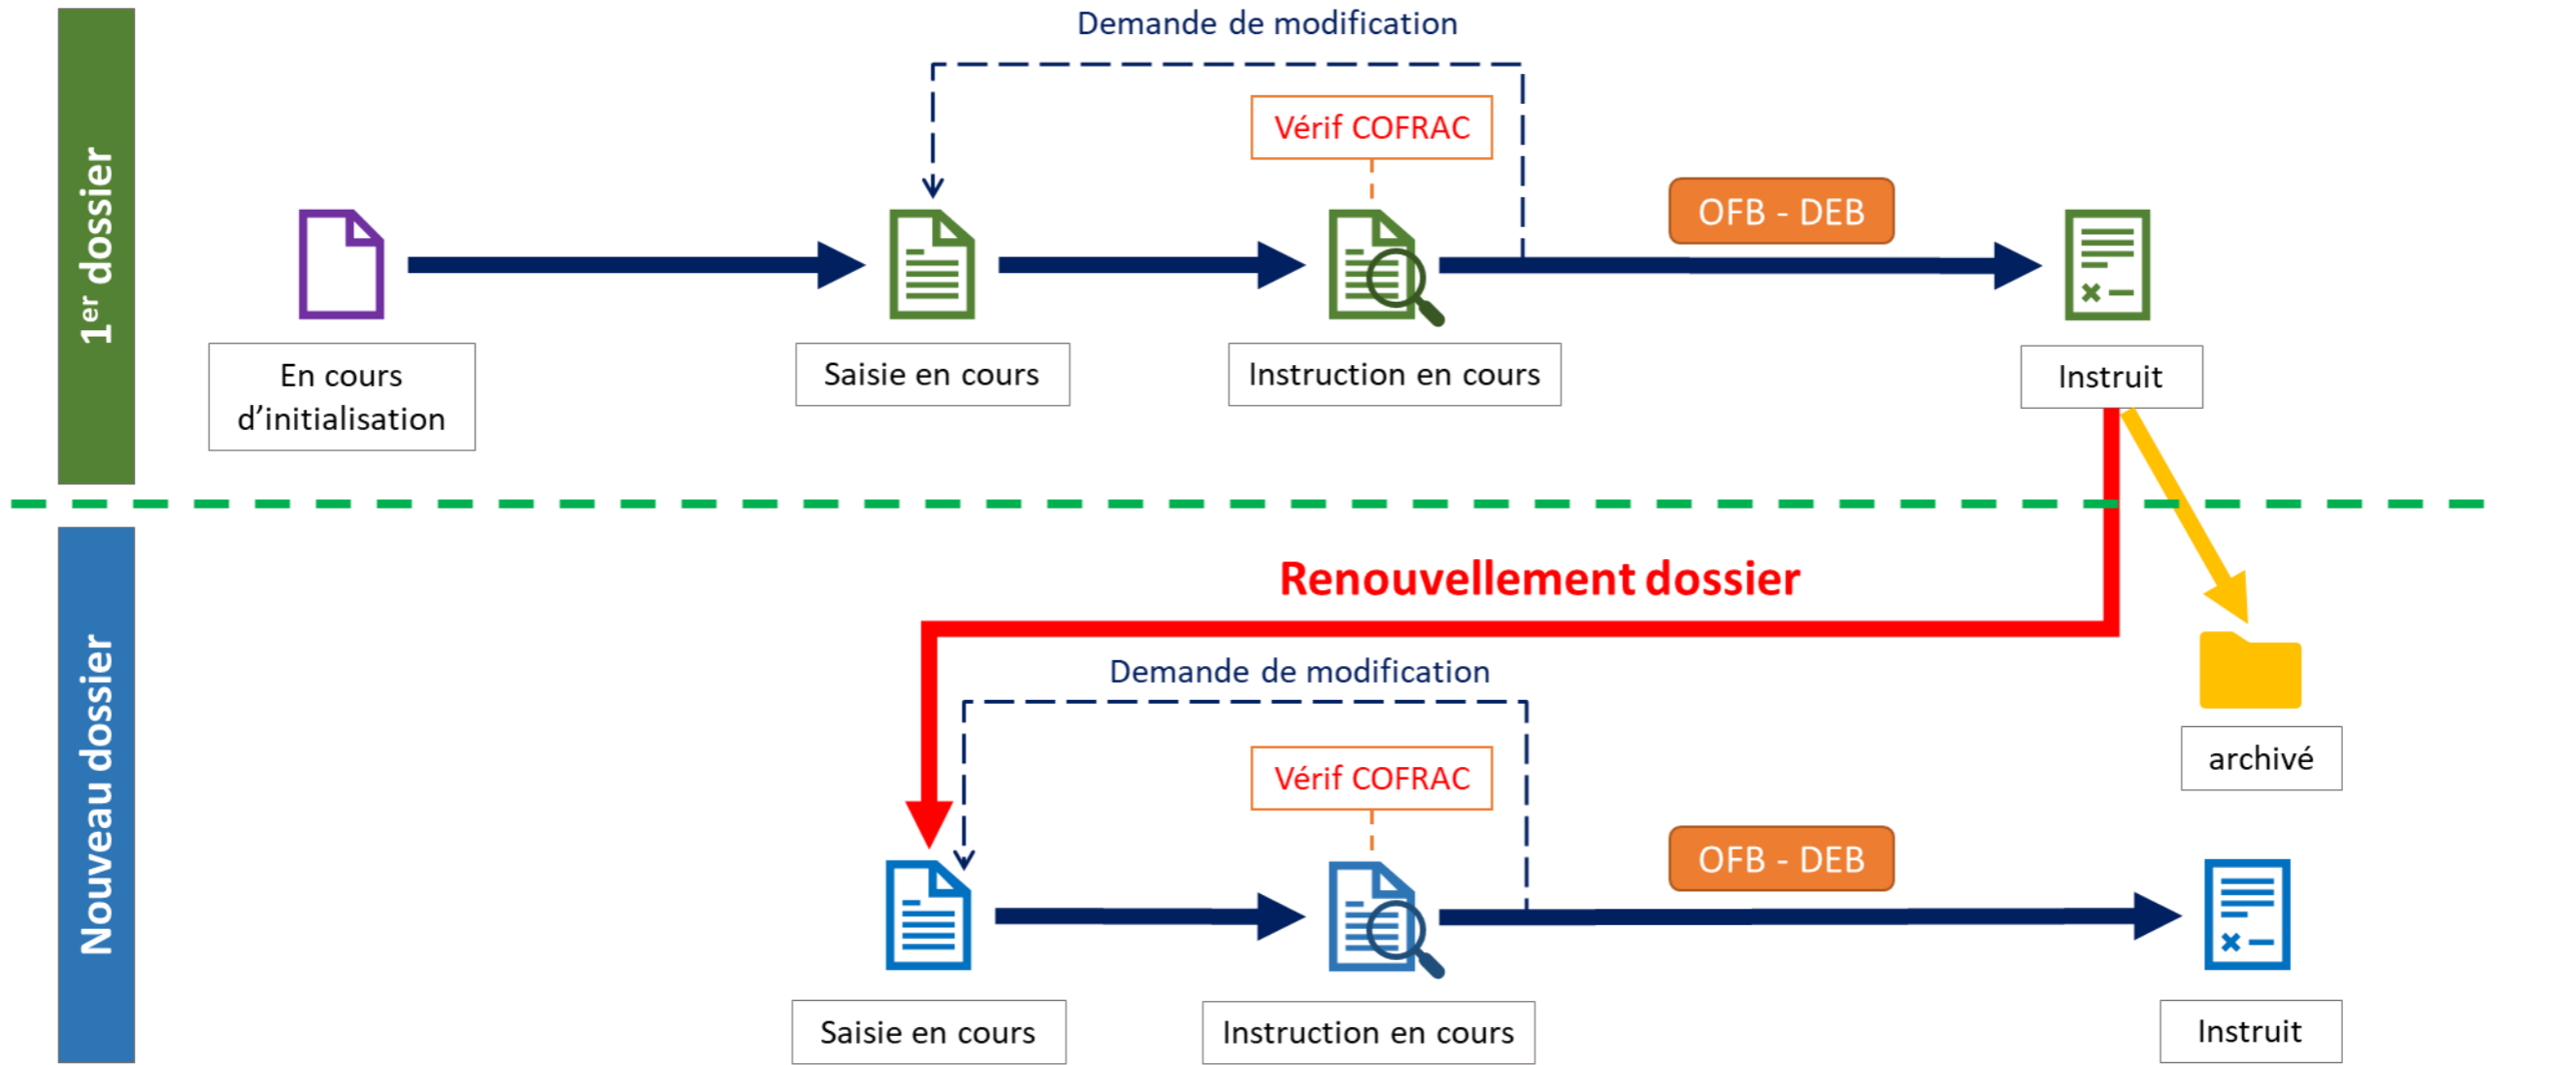 1er dossier
Demande de modification
Vérif COFRAC
OFB - DEB
En cours
d’initialisation
Saisie en cours
Instruction en cours
Instruit
Nouveau dossier
Renouvellement dossier
Demande de modification
Vérif COFRAC
OFB - DEB
archivé
Saisie en cours
Instruction en cours
Instruit